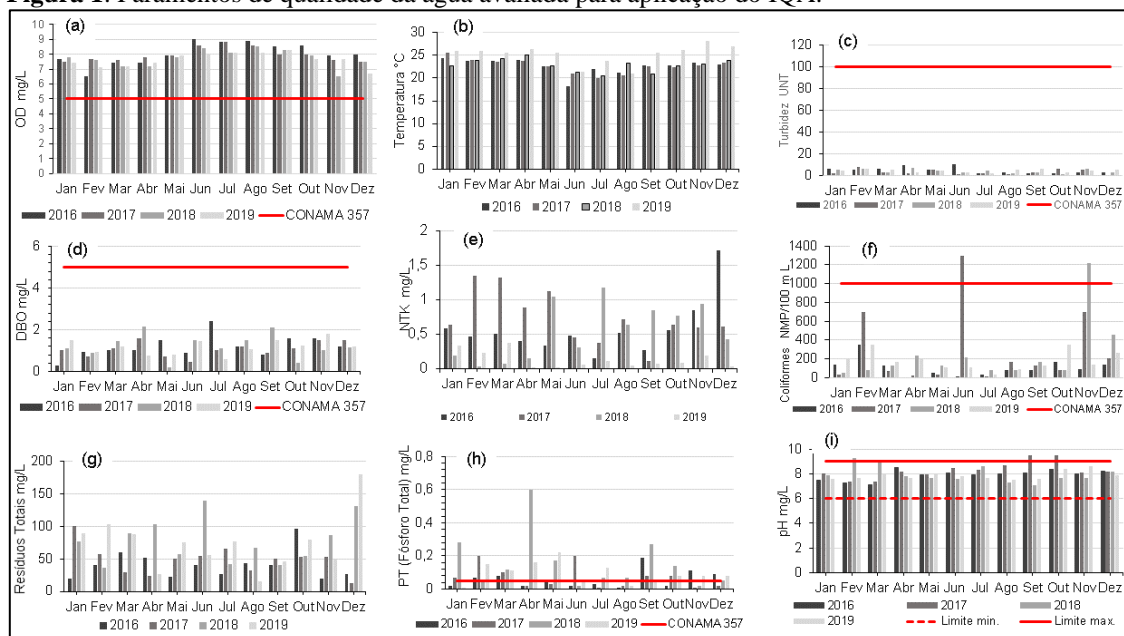 Figura 1. Parâmentos de qualidade da água avaliada para aplicação do IQA.
(a)
OD mg/L
10
9
8
7
6
5
4
3
2
1
0
Jan Fev Mar Abr Mai Jun Jul Ago Set Out Nov Dez
2016 2017 2018 2019 CONAMA 357
(b)
Temperatura °C
35
30
25
20
15
10
5
0
Jan Fev Mar Abr Mai Jun Jul Ago Set Out Nov Dez
2016 2017 2018 2019
(c)
Turbidez UNT
120
100
80
60
40
20
0
Jan Fev Mar Abr Mai Jun Jul Ago Set Out Nov Dez
2016 2017 2018 2019 CONAMA 357
(d)
DBO mg/L
6
4
2
0
Jan Fev Mar Abr Mai Jun Jul Ago Set Out Nov Dez
2016 2017 2018 2019 CONAMA 357
(e)
NTK mg/L
2
1,5
1
0,5
0
Jan Fev Mar Abr Mai Jun Jul Ago Set Out Nov Dez
2016 2017 2018 2019
(f)
Coliformes NMP/100 mL
1400
1200
1000
800
600
400
200
0
Jan Fev Mar Abr Mai Jun Jul Ago Set Out Nov Dez
2016 2017 2018 2019 CONAMA 357
(g)
Resíduos Totais mg/L
200
150
100
50
0
Jan Fev Mar Abr Mai Jun Jul Ago Set Out Nov Dez
2016 2017 2018 2019
(h)
PT (Fósforo Total) mg/L
0,8
0,6
0,4
0,2
0
Jan Fev Mar Abr Mai Jun Jul Ago Set Out Nov Dez
2016 2017 2018 2019 CONAMA 357
(i)
pH mg/L
10
8
6
4
2
0
Jan Fev Mar Abr Mai Jun Jul Ago Set Out Nov Dez
2016 2017 2018
2019 Limite min. Limite max.